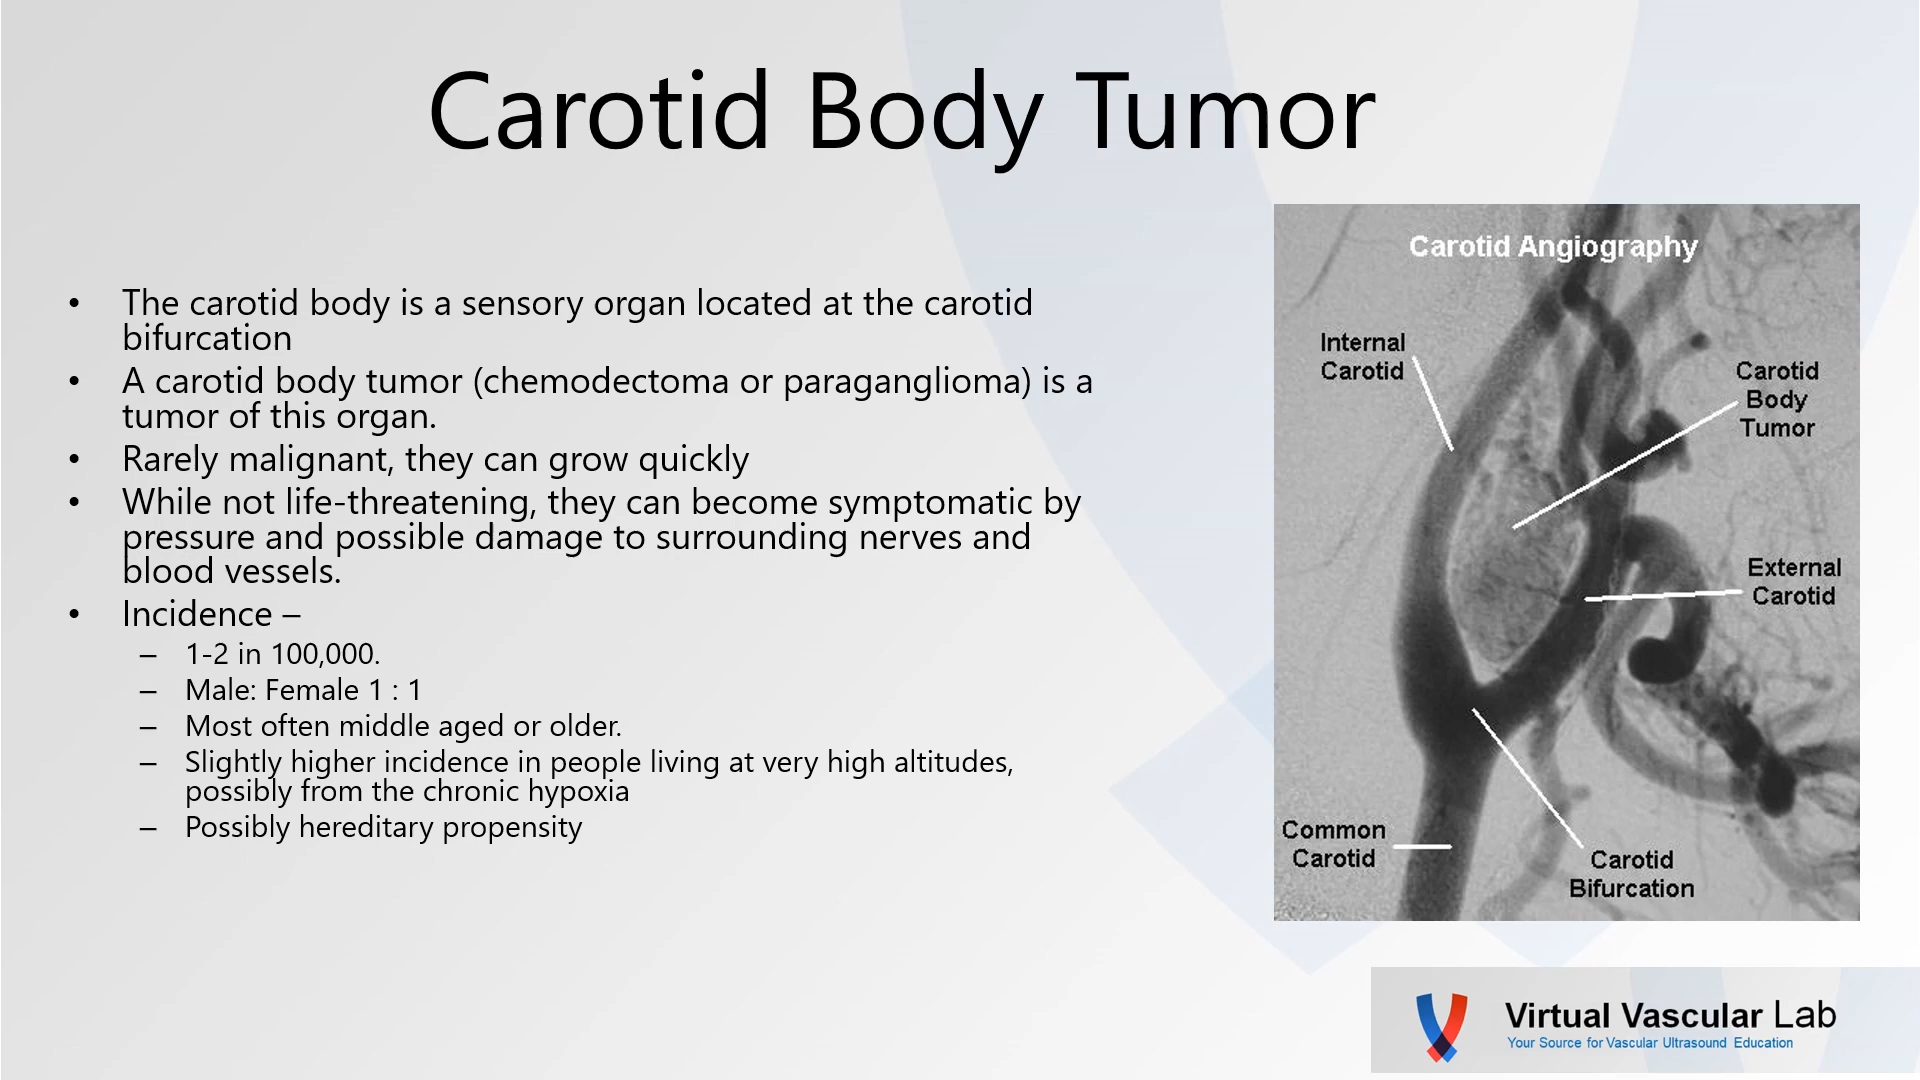 Carotid Body Tumor
• The carotid body is a sensory organ located at the carotid
bifurcation
• A carotid body tumor (chemodectoma or paraganglioma) is a
tumor of this organ.
• Rarely malignant, they can grow quickly
• While not life-threatening, they can become symptomatic by
pressure and possible damage to surrounding nerves and
blood vessels.
• Incidence –
– 1-2 in 100,000.
– Male: Female 1 : 1
– Most often middle aged or older.
– Slightly higher incidence in people living at very high altitudes,
possibly from the chronic hypoxia
– Possibly hereditary propensity
Carotid Angiography
Internal
Carotid
Carotid
Body
Tumor
External
Carotid
Common
Carotid
Carotid
Bifurcation
Virtual Vascular Lab
Your Source for Vascular Ultrasound Education